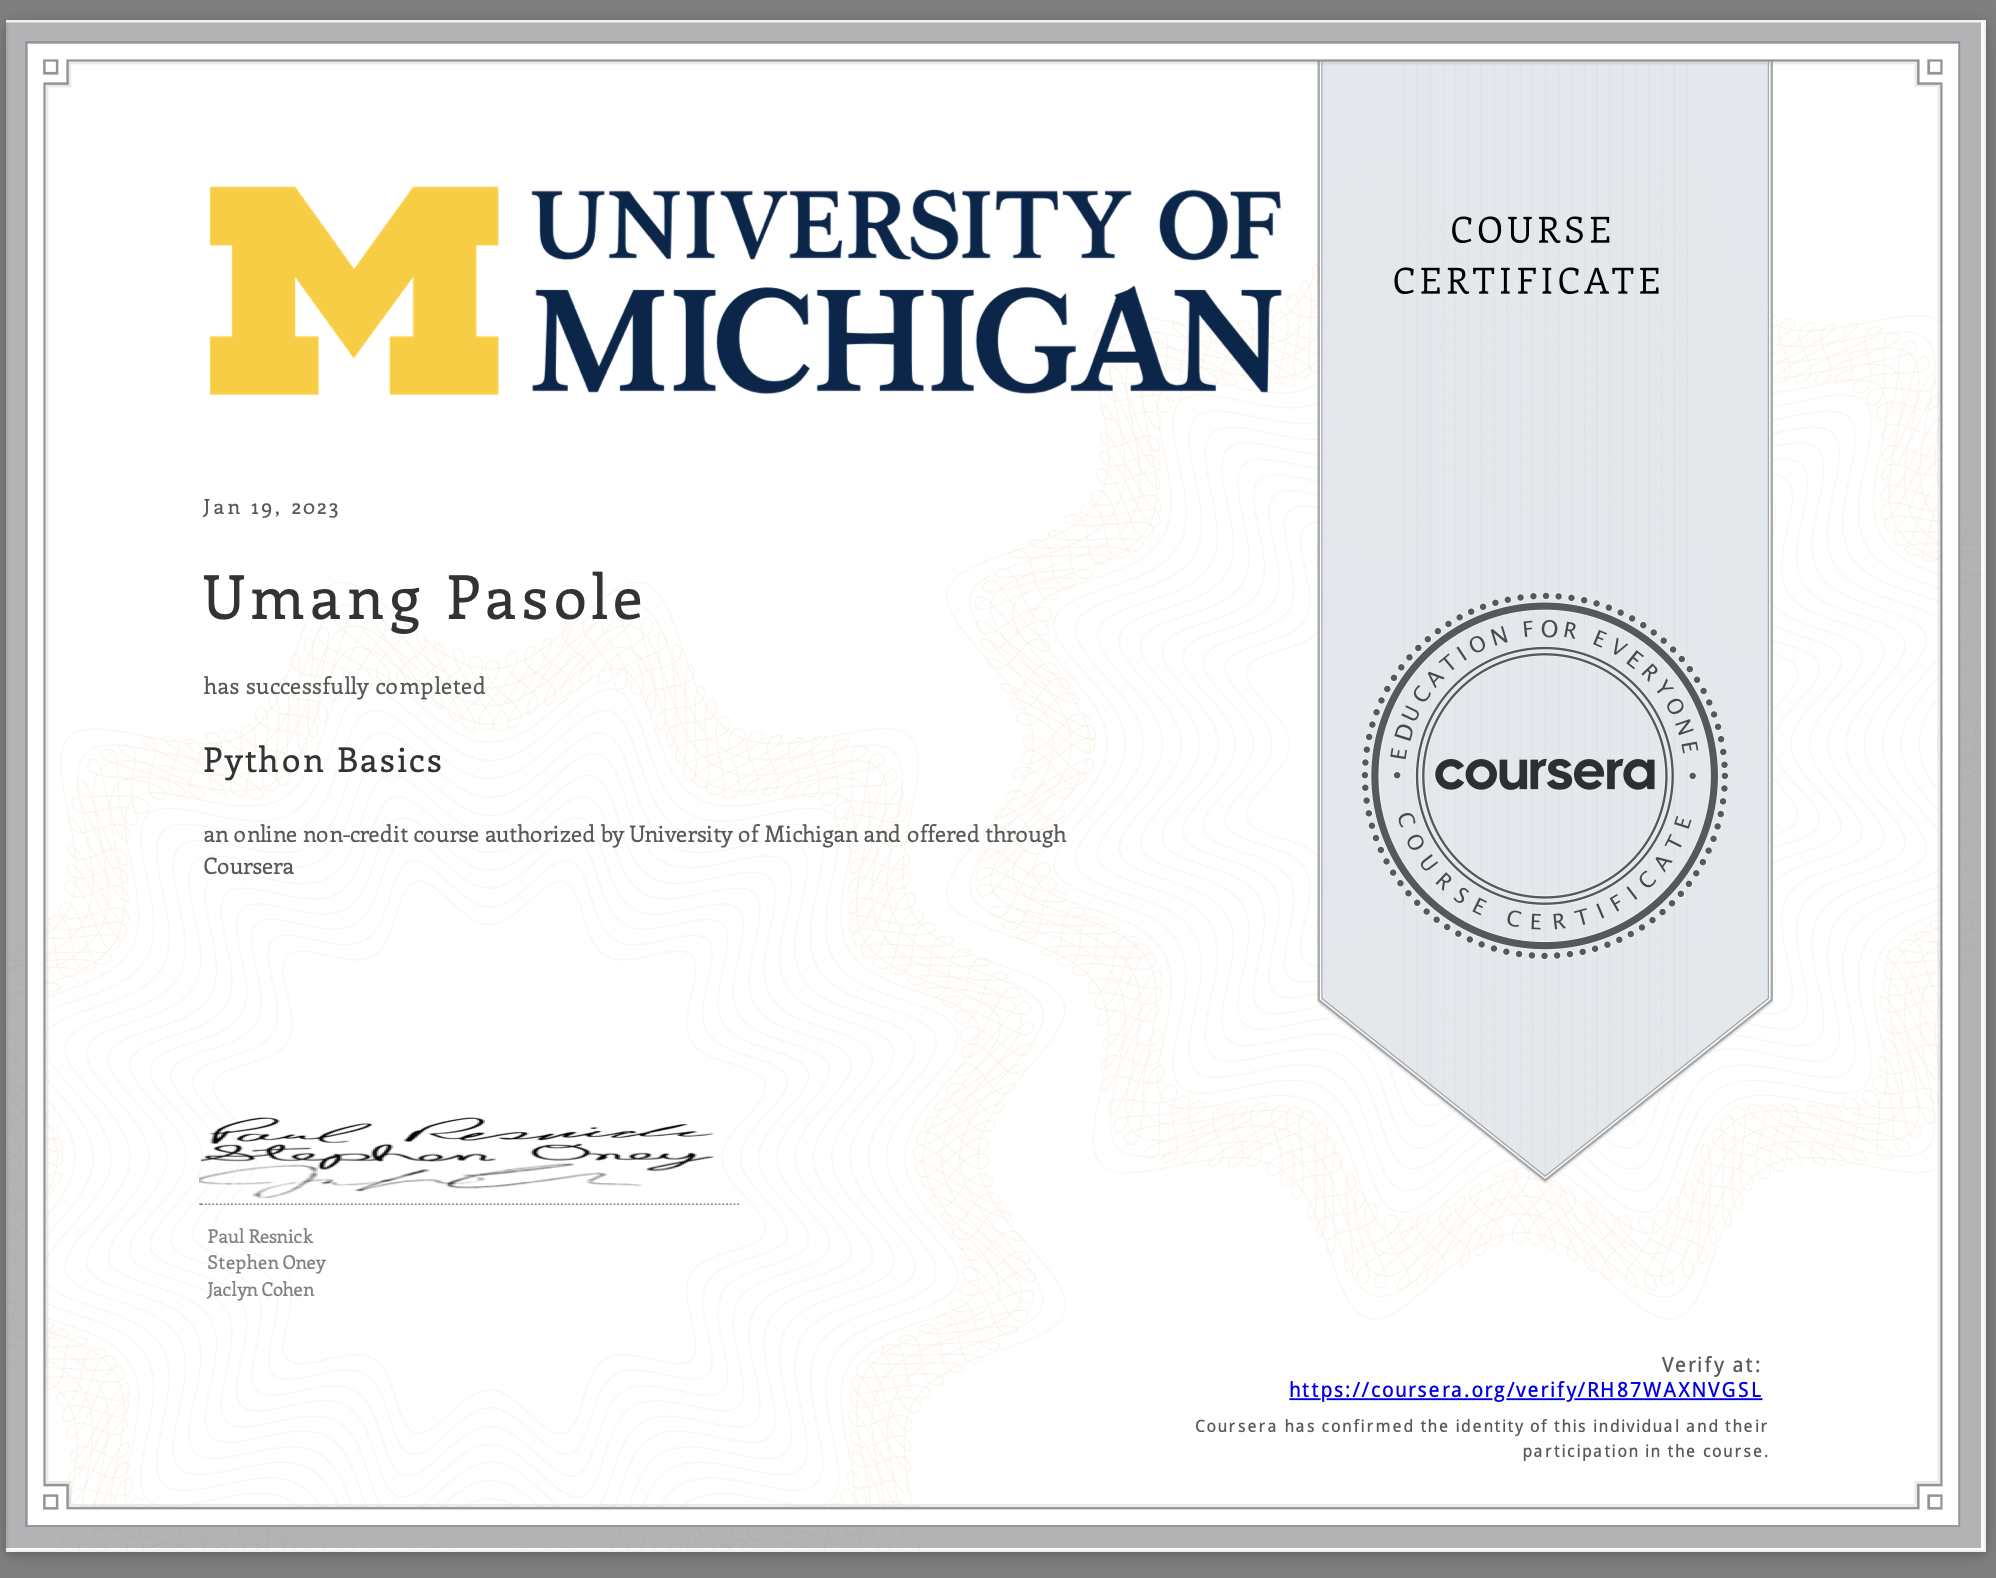 UNIVERSITY OF
MICHIGAN
COURSE
CERTIFICATE
Jan 19, 2023
Umang Pasole
has successfully completed
Python Basics
an online non-credit course authorized by University of Michigan and offered through
Coursera
EDUCATION FOR EVERYONE
coursera
COURSE CERTIFICATE
Paul Resnick
Stephen Oney
Paul Resnick
Stephen Oney
Jaclyn Cohen
Verify at:
https://coursera.org/verify/RH87WAXNVGSL
Coursera has confirmed the identity of this individual and their
participation in the course.